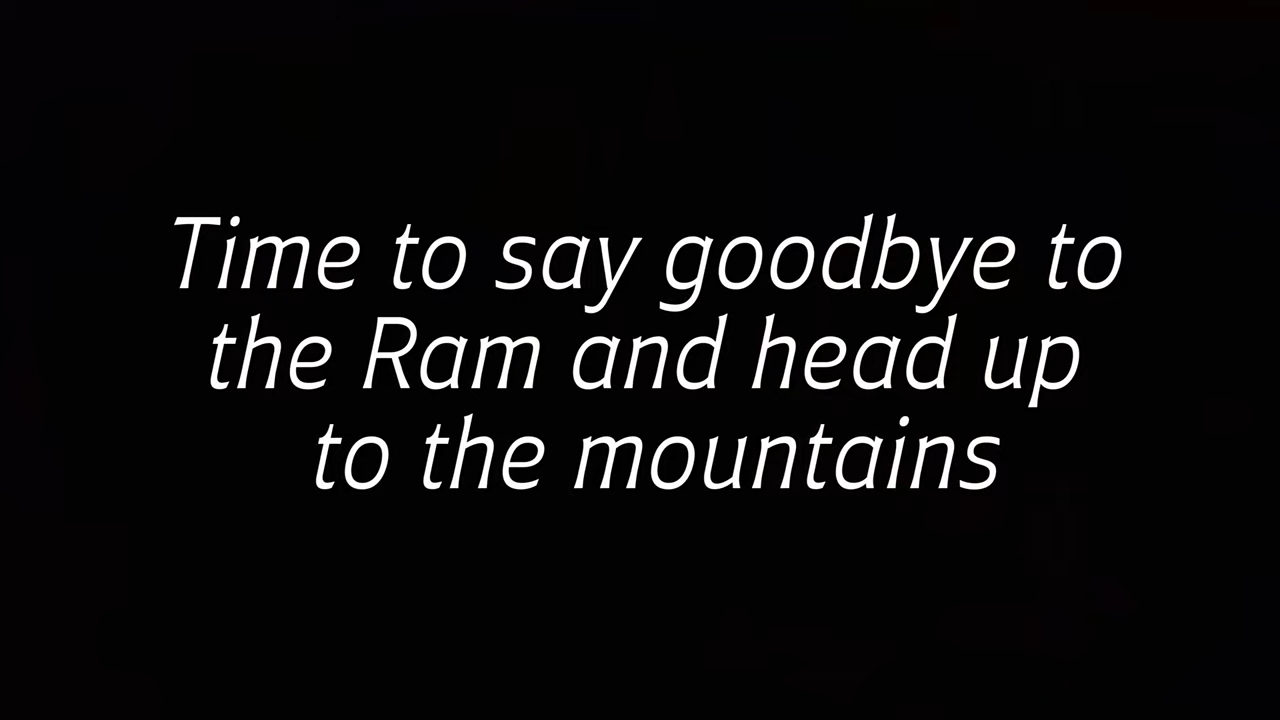 Time to say goodbye to
the Ram and head up
to the mountains